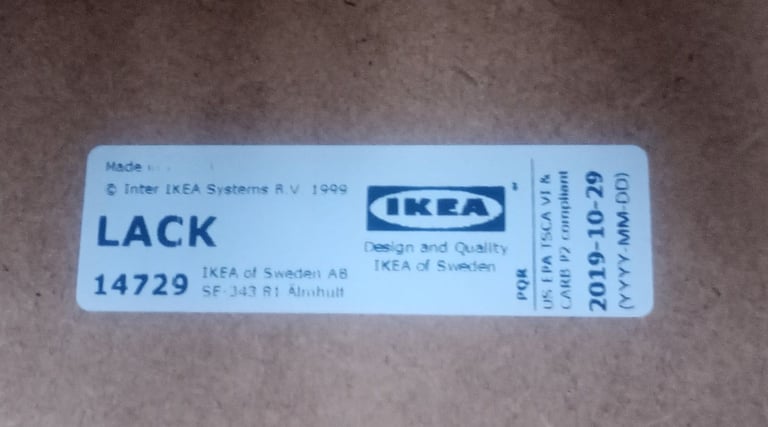 Made
© Inter IKEA Systems B.V. 1999
LACK
14729
IKEA of Sweden AB
SE-343 81 Älmhult
IKEA
Design and Quality
IKEA of Sweden
PQR
US EPA TSCA VI &
CARB P2 compliant
2019-10-29
(YYYY-MM-DD)